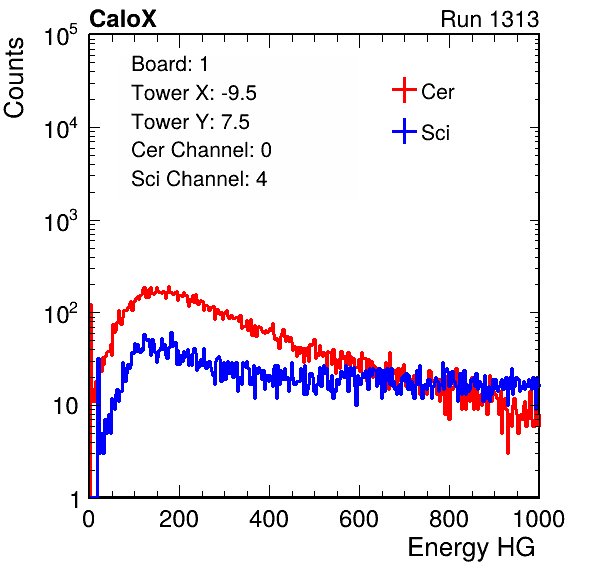 CaloX Run 1313
Counts
10^5
10^4
10^3
10^2
10
1
Board: 1
Tower X: -9.5
Tower Y: 7.5
Cer Channel: 0
Sci Channel: 4
Cer
Sci
0 200 400 600 800 1000
Energy HG